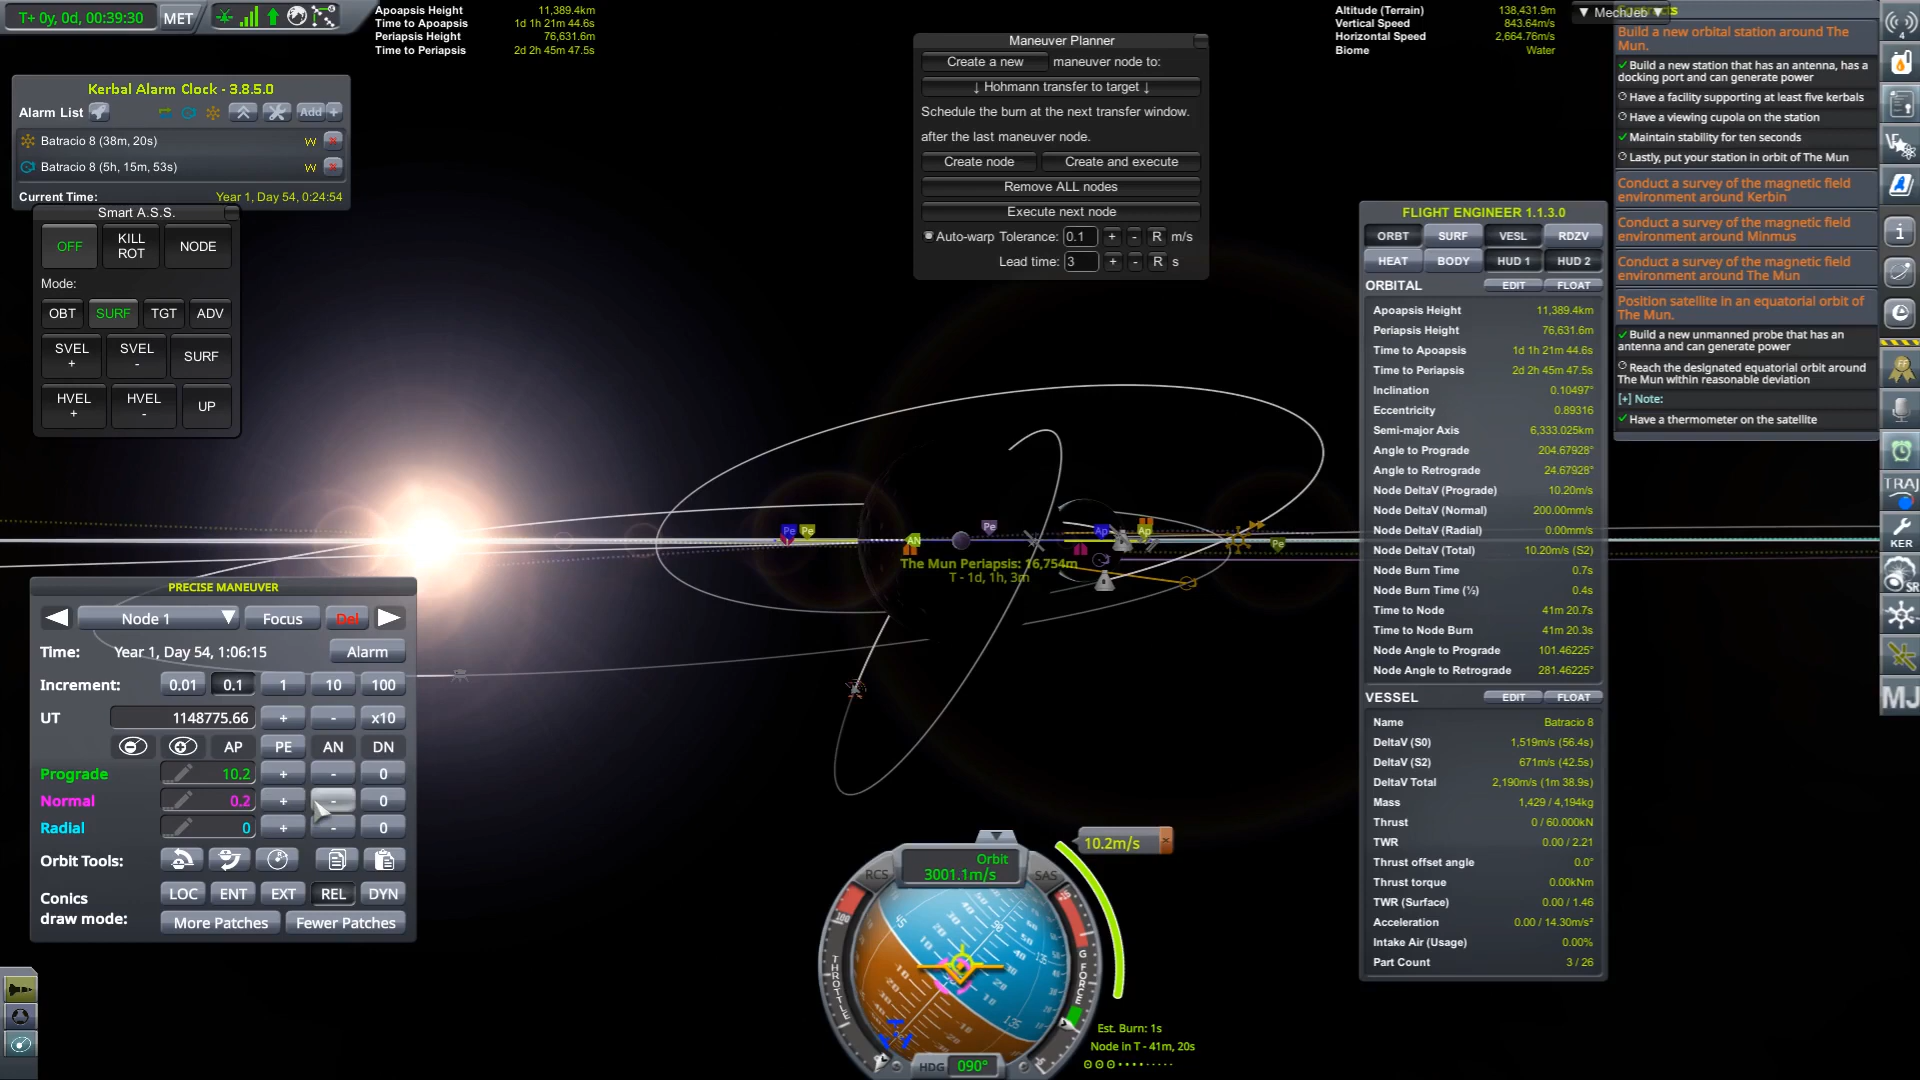 T+ 0y, 0d, 00:39:30 MET
Apoapsis Height 11,389.4km
Time to Apoapsis 1d 1h 21m 44.6s
Periapsis Height 76,631.6m
Time to Periapsis 2d 2h 45m 47.5s
Altitude (Terrain) 138,431.9m
Vertical Speed 843.64m/s
Horizontal Speed 2,664.76m/s
Biome Water
▼ MechJeb ▼
Kerbal Alarm Clock - 3.8.5.0
Alarm List Add +
Batracio 8 (38m, 20s) W ×
Batracio 8 (5h, 15m, 53s) W ×
Current Time: Year 1, Day 54, 0:24:54
Smart A.S.S.
OFF KILL ROT NODE
Mode:
OBT SURF TGT ADV
SVEL + SVEL - SURF
HVEL + HVEL - UP
Maneuver Planner
Create a new maneuver node to:
↓ Hohmann transfer to target ↓
Schedule the burn at the next transfer window.
after the last maneuver node.
Create node Create and execute
Remove ALL nodes
Execute next node
Auto-warp Tolerance: 0.1 + - R m/s
Lead time: 3 + - R s
Build a new orbital station around The
Mun.
Build a new station that has an antenna, has a
docking port and can generate power
Have a facility supporting at least five kerbals
Have a viewing cupola on the station
Maintain stability for ten seconds
Lastly, put your station in orbit of The Mun
Conduct a survey of the magnetic field
environment around Kerbin
Conduct a survey of the magnetic field
environment around Minmus
Conduct a survey of the magnetic field
environment around The Mun
Position satellite in an equatorial orbit of
The Mun.
Build a new unmanned probe that has an
antenna and can generate power
Reach the designated equatorial orbit around
The Mun within reasonable deviation
[+] Note:
Have a thermometer on the satellite
4
TRAJ
KER
SR
MJ
FLIGHT ENGINEER 1.1.3.0
ORBT SURF VESL RDZV
HEAT BODY HUD 1 HUD 2
ORBITAL EDIT FLOAT
Apoapsis Height 11,389.4km
Periapsis Height 76,631.6m
Time to Apoapsis 1d 1h 21m 44.6s
Time to Periapsis 2d 2h 45m 47.5s
Inclination 0.10497°
Eccentricity 0.89316
Semi-major Axis 6,333.025km
Angle to Prograde 204.67928°
Angle to Retrograde 24.67928°
Node DeltaV (Prograde) 10.20m/s
Node DeltaV (Normal) 200.00mm/s
Node DeltaV (Radial) 0.00mm/s
Node DeltaV (Total) 10.20m/s (S2)
Node Burn Time 0.7s
Node Burn Time (½) 0.4s
Time to Node 41m 20.7s
Time to Node Burn 41m 20.3s
Node Angle to Prograde 101.46225°
Node Angle to Retrograde 281.46225°
VESSEL EDIT FLOAT
Name Batracio 8
DeltaV (S0) 1,519m/s (56.4s)
DeltaV (S2) 671m/s (42.5s)
DeltaV Total 2,190m/s (1m 38.9s)
Mass 1,429 / 4,194kg
Thrust 0 / 60.000kN
TWR 0.00 / 2.21
Thrust offset angle 0.0°
Thrust torque 0.00kNm
TWR (Surface) 0.00 / 1.46
Acceleration 0.00 / 14.30m/s²
Intake Air (Usage) 0.00%
Part Count 3 / 26
Pe Pe AN Pe Ap Ap Pe
The Mun Periapsis: 16,754m
T - 1d, 1h, 3m
PRECISE MANEUVER
Node 1 ▼ Focus Del
Time: Year 1, Day 54, 1:06:15 Alarm
Increment: 0.01 0.1 1 10 100
UT 1148775.66 + - x10
AP PE AN DN
Prograde 10.2 + - 0
Normal 0.2 + - 0
Radial 0 + - 0
Orbit Tools:
Conics
draw mode:
LOC ENT EXT REL DYN
More Patches Fewer Patches
10.2m/s
Orbit
3001.1m/s
RCS SAS
THROTTLE
G FORCE
HDG 090°
Est. Burn: 1s
Node in T - 41m, 20s